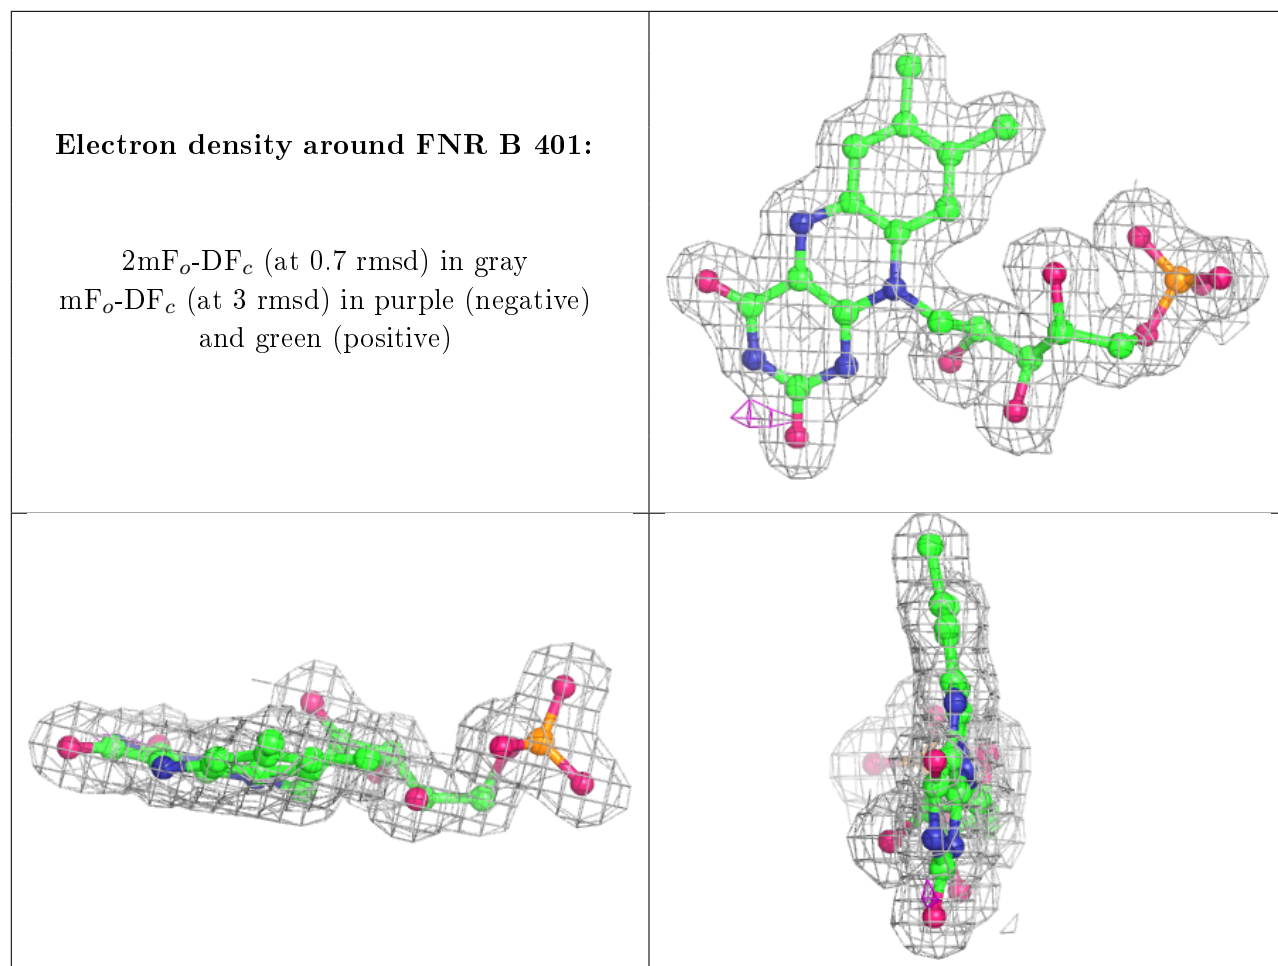 Electron density around FNR B 401:
2mFo-DFc (at 0.7 rmsd) in gray
mFo-DFc (at 3 rmsd) in purple (negative)
and green (positive)